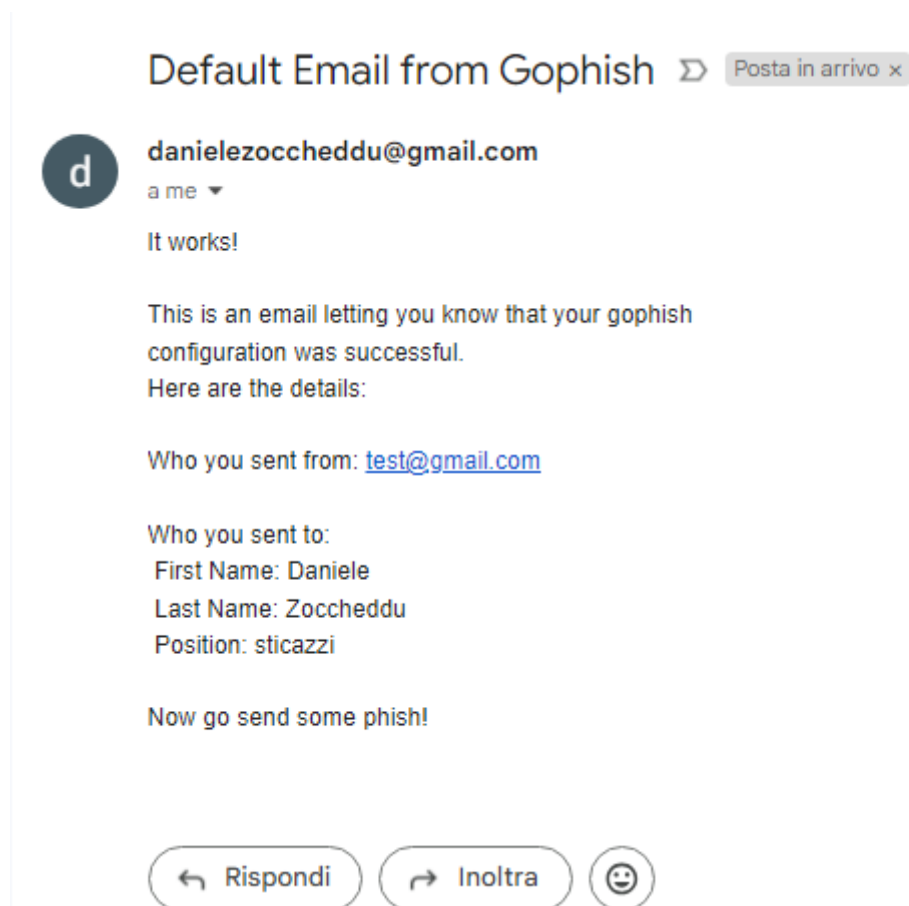 Default Email from Gophish Posta in arrivo ×
d
danielezoccheddu@gmail.com
a me
It works!
This is an email letting you know that your gophish
configuration was successful.
Here are the details:
Who you sent from: test@gmail.com
Who you sent to:
First Name: Daniele
Last Name: Zoccheddu
Position: sticazzi
Now go send some phish!
Rispondi Inoltra